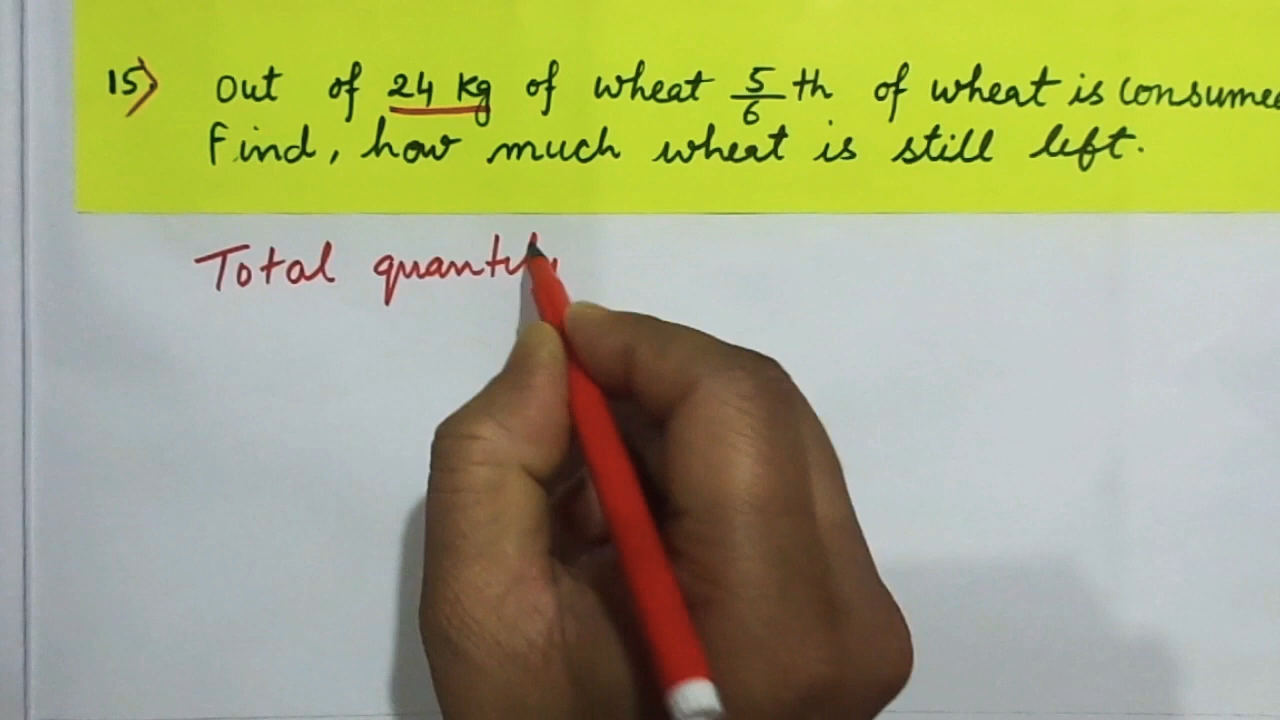 15) Out of 24 kg of wheat 5/6 th of wheat is consume
Find, how much wheat is still left.
Total quanti